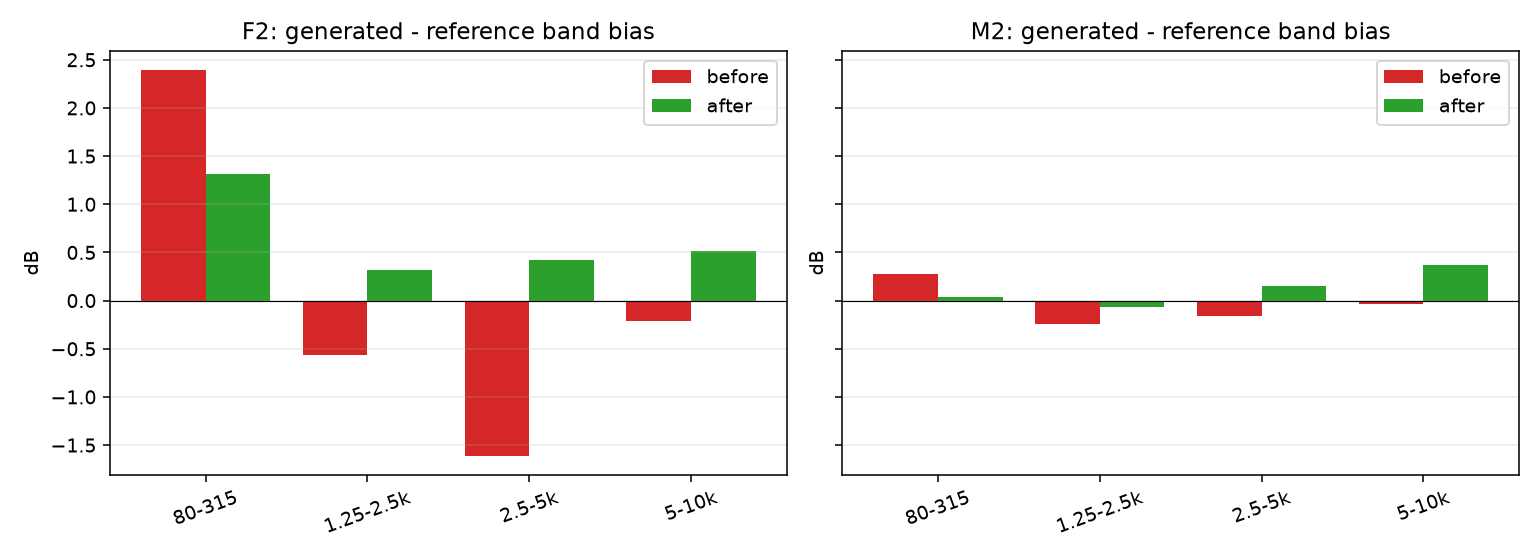 F2: generated - reference band bias
before
after
2.5
2.0
1.5
1.0
0.5
0.0
−0.5
−1.0
−1.5
dB
80-315
1.25-2.5k
2.5-5k
5-10k
M2: generated - reference band bias
before
after
dB
80-315
1.25-2.5k
2.5-5k
5-10k